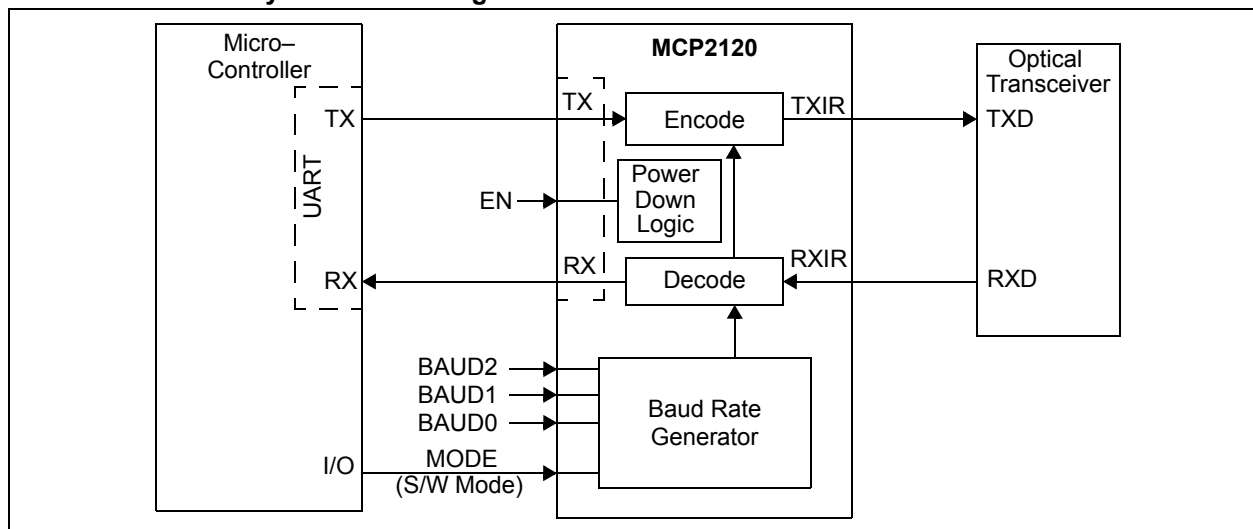 Micro–
Controller
UART
TX
RX
I/O
MCP2120
TX
Encode
TXIR
Power
Down
Logic
EN
RX
Decode
RXIR
BAUD2
BAUD1
BAUD0
MODE
(S/W Mode)
Baud Rate
Generator
Optical
Transceiver
TXD
RXD